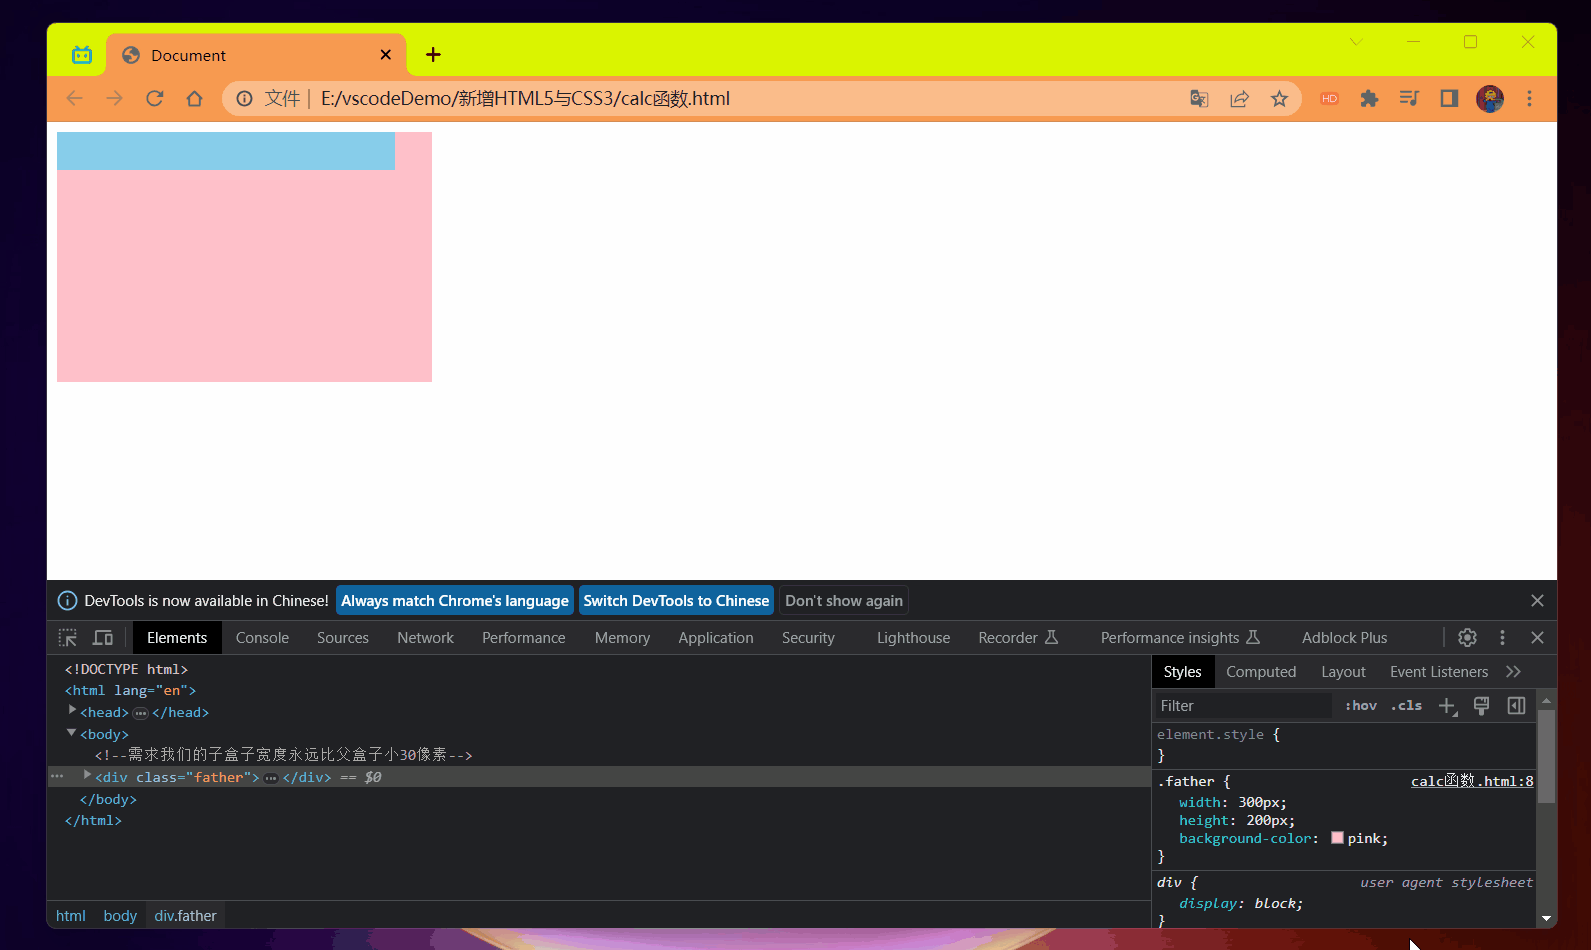 Document
文件 | E:/vscodeDemo/新增HTML5与CSS3/calc函数.html
HD
DevTools is now available in Chinese! Always match Chrome's language Switch DevTools to Chinese Don't show again
Elements Console Sources Network Performance Memory Application Security Lighthouse Recorder Performance insights Adblock Plus
<!DOCTYPE html>
<html lang="en">
<head>…</head>
<body>
<!--需求我们的子盒子宽度永远比父盒子小30像素-->
… <div class="father">…</div> == $0
</body>
</html>
html body div.father
Styles Computed Layout Event Listeners >>
Filter :hov .cls
element.style {
}
.father { calc函数.html:8
width: 300px;
height: 200px;
background-color: pink;
}
div { user agent stylesheet
display: block;
}